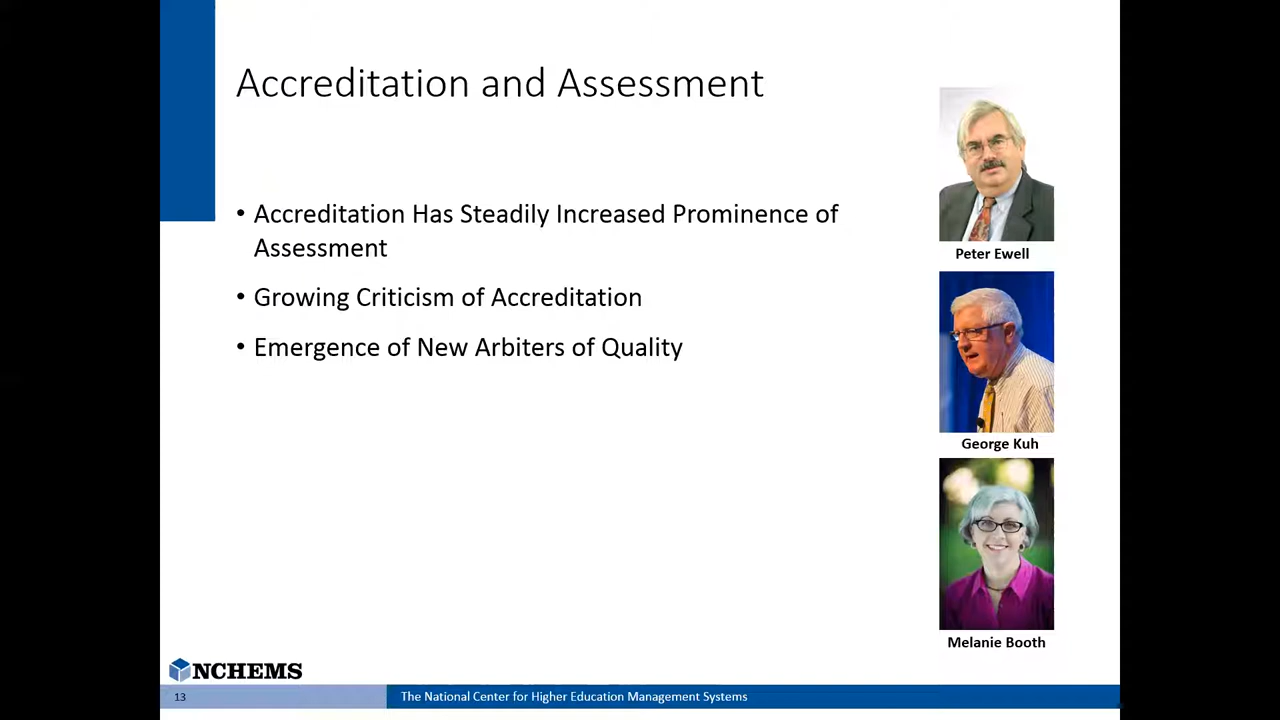 Accreditation and Assessment
• Accreditation Has Steadily Increased Prominence of
Assessment
• Growing Criticism of Accreditation
• Emergence of New Arbiters of Quality
Peter Ewell
George Kuh
Melanie Booth
NCHEMS
13
The National Center for Higher Education Management Systems